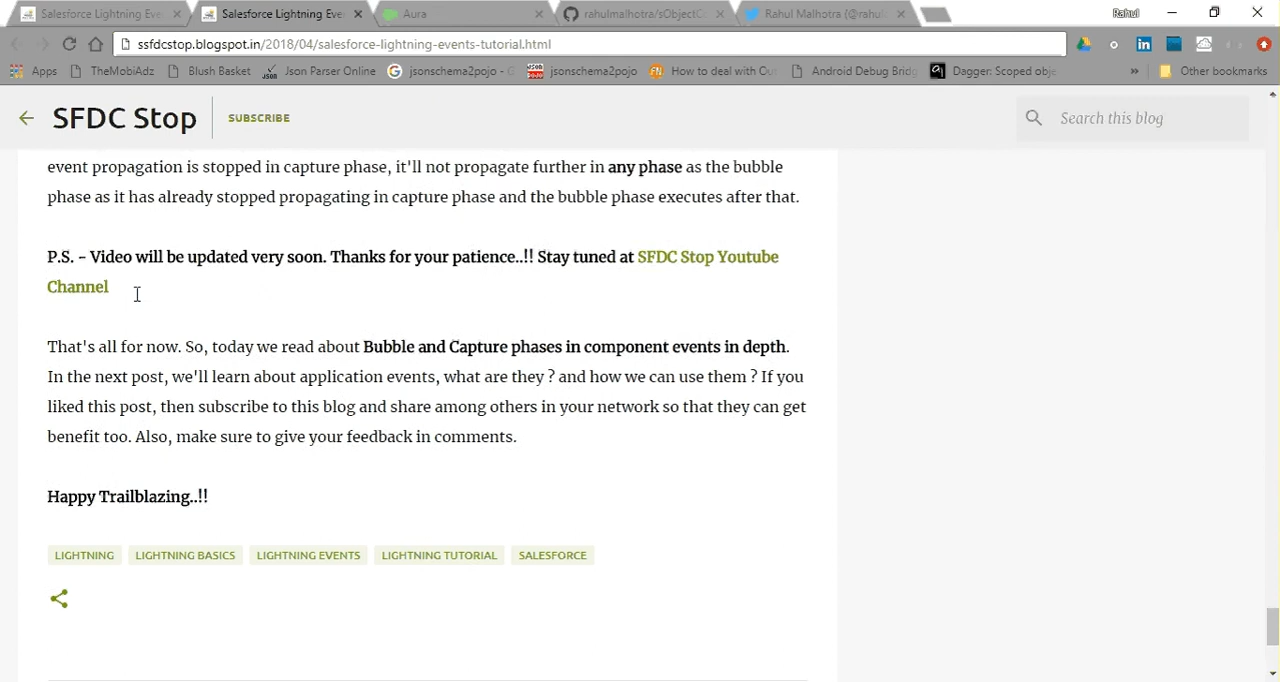 Salesforce Lightning Eve
Salesforce Lightning Eve
Aura
rahulmalhotra/sObjectC
Rahul Malhotra (@rahul
Rahul
ssfdcstop.blogspot.in/2018/04/salesforce-lightning-events-tutorial.html
Apps
TheMobiAdz
Blush Basket
Json Parser Online
jsonschema2pojo - G
jsonschema2pojo
How to deal with Out
Android Debug Bridg
Dagger: Scoped obje
»
Other bookmarks
SFDC Stop
SUBSCRIBE
Search this blog
event propagation is stopped in capture phase, it'll not propagate further in any phase as the bubble
phase as it has already stopped propagating in capture phase and the bubble phase executes after that.
P.S. - Video will be updated very soon. Thanks for your patience..!! Stay tuned at SFDC Stop Youtube
Channel
That's all for now. So, today we read about Bubble and Capture phases in component events in depth.
In the next post, we'll learn about application events, what are they ? and how we can use them ? If you
liked this post, then subscribe to this blog and share among others in your network so that they can get
benefit too. Also, make sure to give your feedback in comments.
Happy Trailblazing..!!
LIGHTNING LIGHTNING BASICS LIGHTNING EVENTS LIGHTNING TUTORIAL SALESFORCE